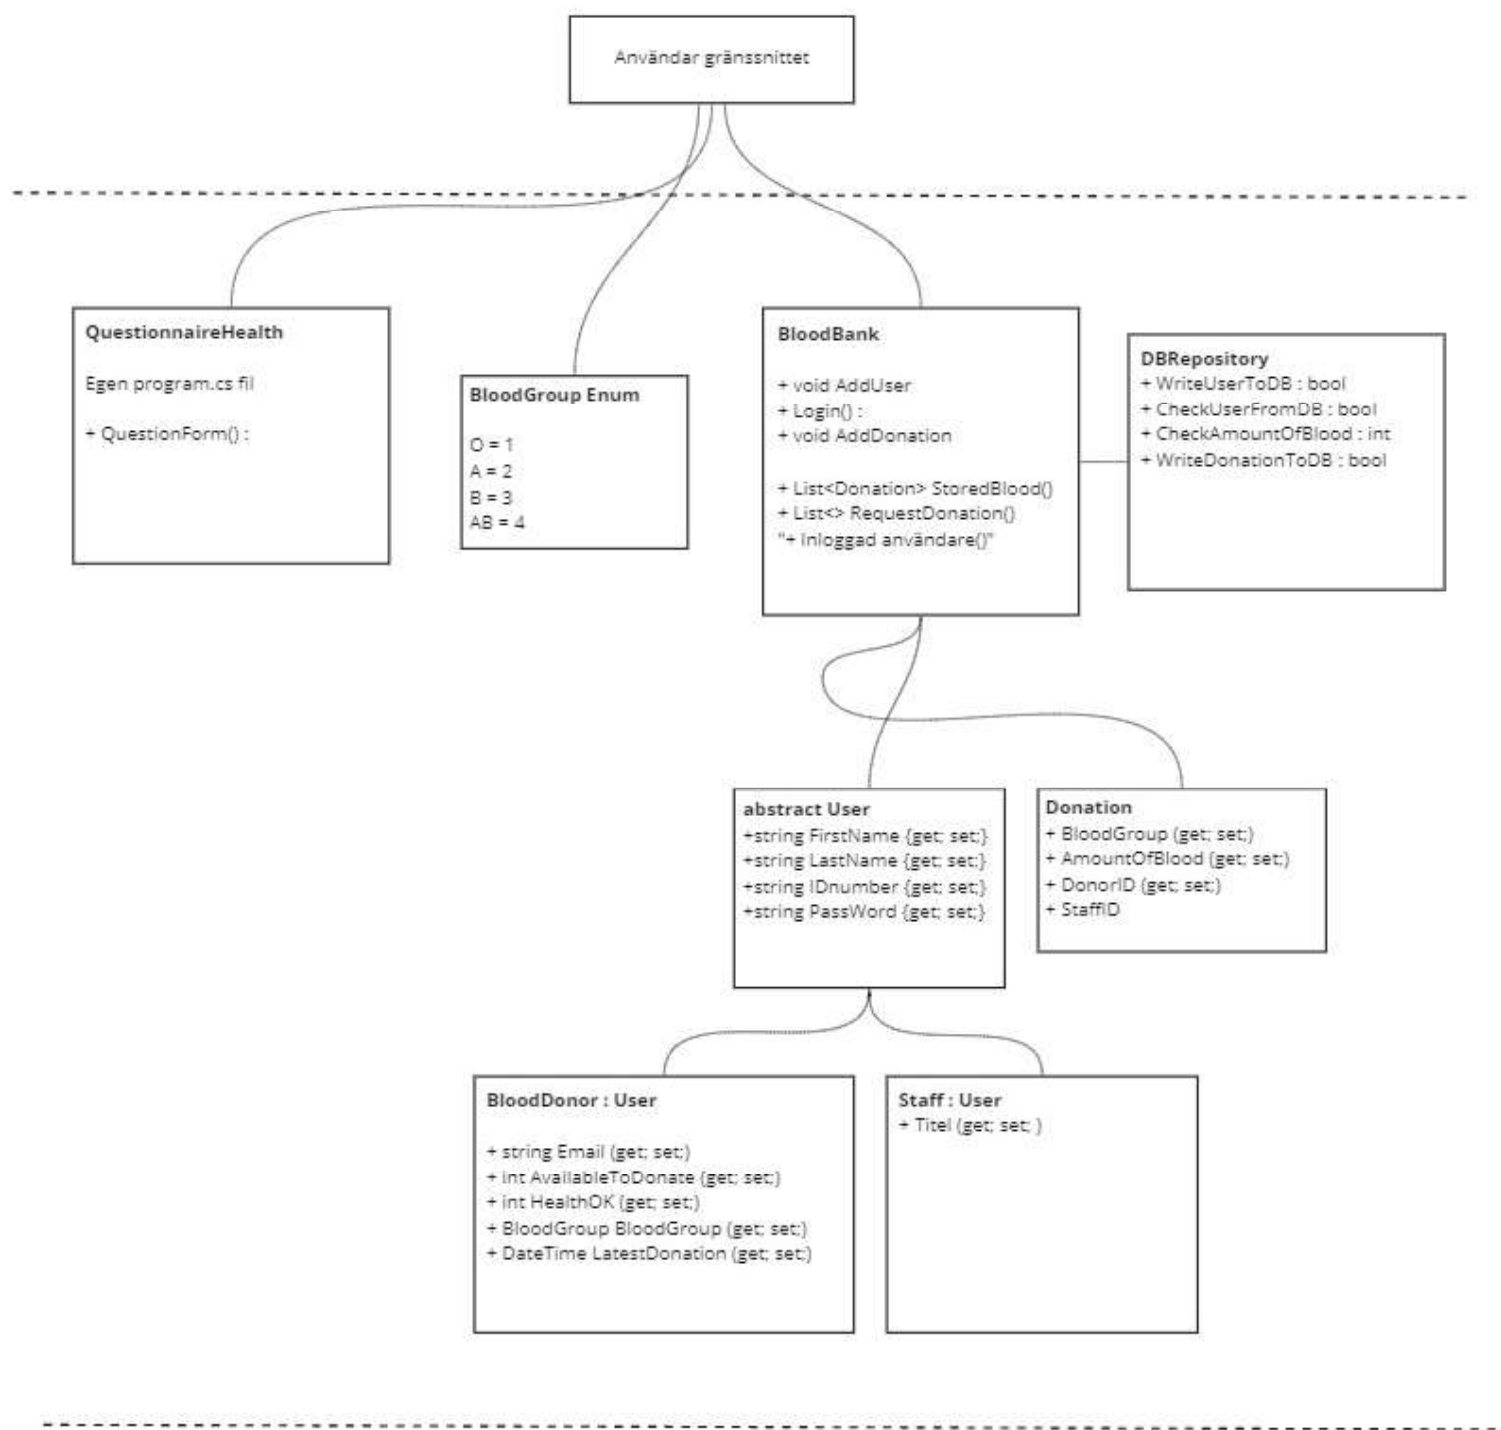 Användar gränssnittet
QuestionnaireHealth
Egen program.cs fil
+ QuestionForm() :
BloodGroup Enum
O = 1
A = 2
B = 3
AB = 4
BloodBank
+ void AddUser
+ Login() :
+ void AddDonation
+ List<Donation> StoredBlood()
+ List<> RequestDonation()
"+ Inloggad användare()"
DBRepository
+ WriteUserToDB : bool
+ CheckUserFromDB : bool
+ CheckAmountOfBlood : int
+ WriteDonationToDB : bool
abstract User
+string FirstName {get; set;}
+string LastName {get; set;}
+string IDnumber {get; set;}
+string PassWord {get; set;}
Donation
+ BloodGroup (get; set;)
+ AmountOfBlood (get; set;)
+ DonorID (get; set;)
+ StaffID
BloodDonor : User
+ string Email (get; set;)
+ int AvailableToDonate (get; set;)
+ int HealthOK (get; set;)
+ BloodGroup BloodGroup (get; set;)
+ DateTime LatestDonation (get; set;)
Staff : User
+ Titel (get; set; )